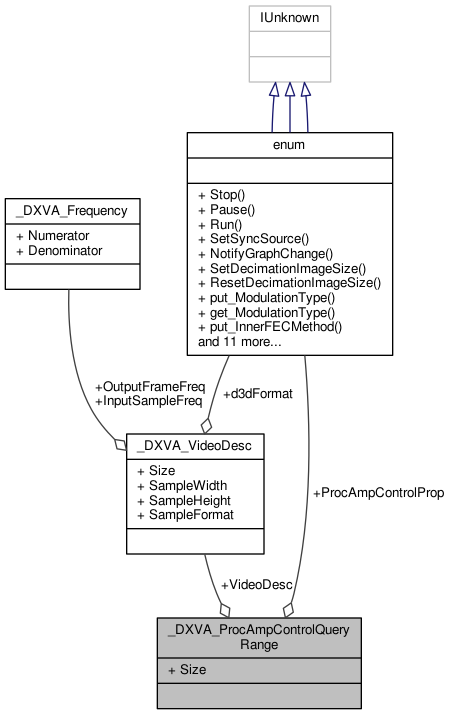 IUnknown
enum
+ Stop()
+ Pause()
+ Run()
+ SetSyncSource()
+ NotifyGraphChange()
+ SetDecimationImageSize()
+ ResetDecimationImageSize()
+ put_ModulationType()
+ get_ModulationType()
+ put_InnerFECMethod()
and 11 more...
_DXVA_Frequency
+ Numerator
+ Denominator
+OutputFrameFreq
+InputSampleFreq
+d3dFormat
_DXVA_VideoDesc
+ Size
+ SampleWidth
+ SampleHeight
+ SampleFormat
+ProcAmpControlProp
+VideoDesc
_DXVA_ProcAmpControlQuery
Range
+ Size